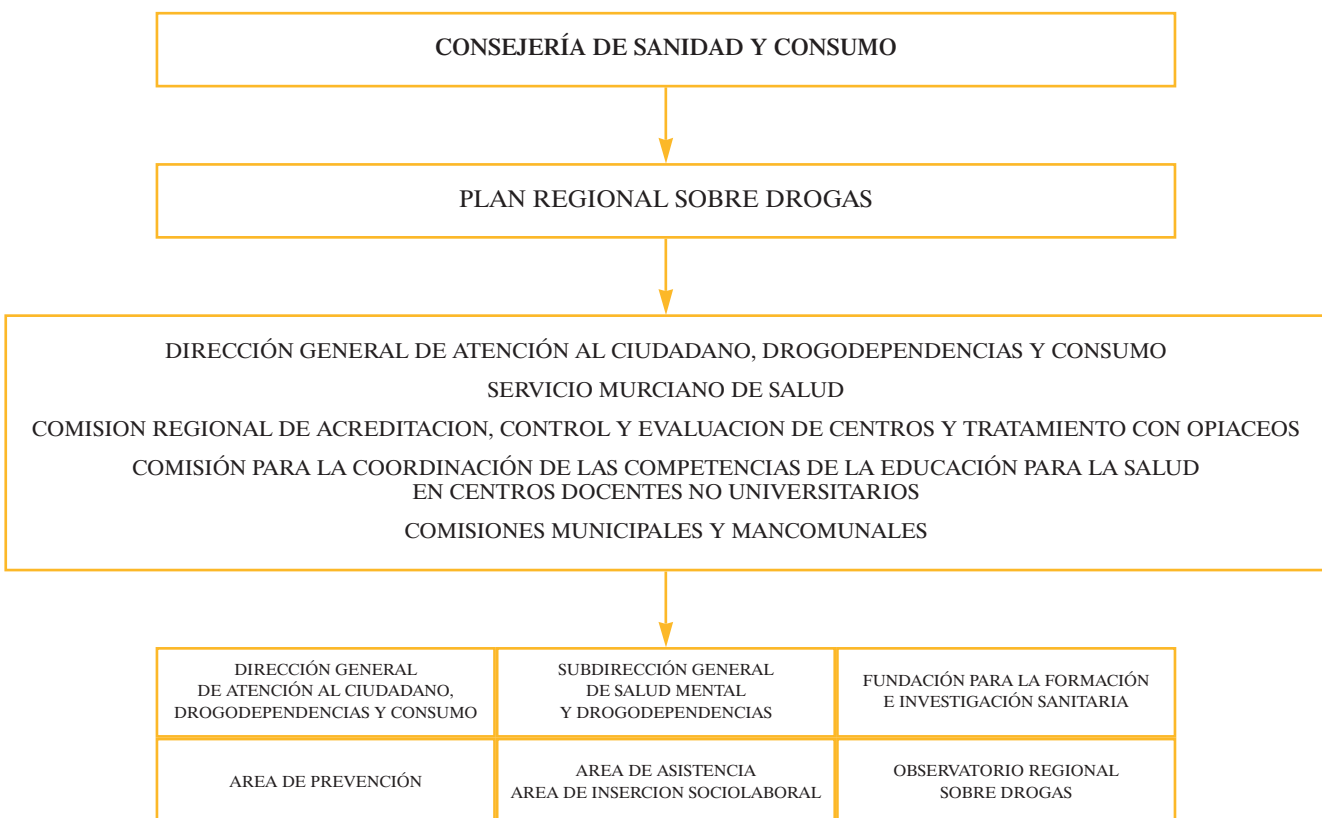 CONSEJERÍA DE SANIDAD Y CONSUMO
PLAN REGIONAL SOBRE DROGAS
DIRECCIÓN GENERAL DE ATENCIÓN AL CIUDADANO, DROGODEPENDENCIAS Y CONSUMO
SERVICIO MURCIANO DE SALUD
COMISION REGIONAL DE ACREDITACION, CONTROL Y EVALUACION DE CENTROS Y TRATAMIENTO CON OPIACEOS
COMISIÓN PARA LA COORDINACIÓN DE LAS COMPETENCIAS DE LA EDUCACIÓN PARA LA SALUD
EN CENTROS DOCENTES NO UNIVERSITARIOS
COMISIONES MUNICIPALES Y MANCOMUNALES
DIRECCIÓN GENERAL
DE ATENCIÓN AL CIUDADANO,
DROGODEPENDENCIAS Y CONSUMO
SUBDIRECCIÓN GENERAL
DE SALUD MENTAL
Y DROGODEPENDENCIAS
FUNDACIÓN PARA LA FORMACIÓN
E INVESTIGACIÓN SANITARIA
AREA DE PREVENCIÓN
AREA DE ASISTENCIA
AREA DE INSERCION SOCIOLABORAL
OBSERVATORIO REGIONAL
SOBRE DROGAS